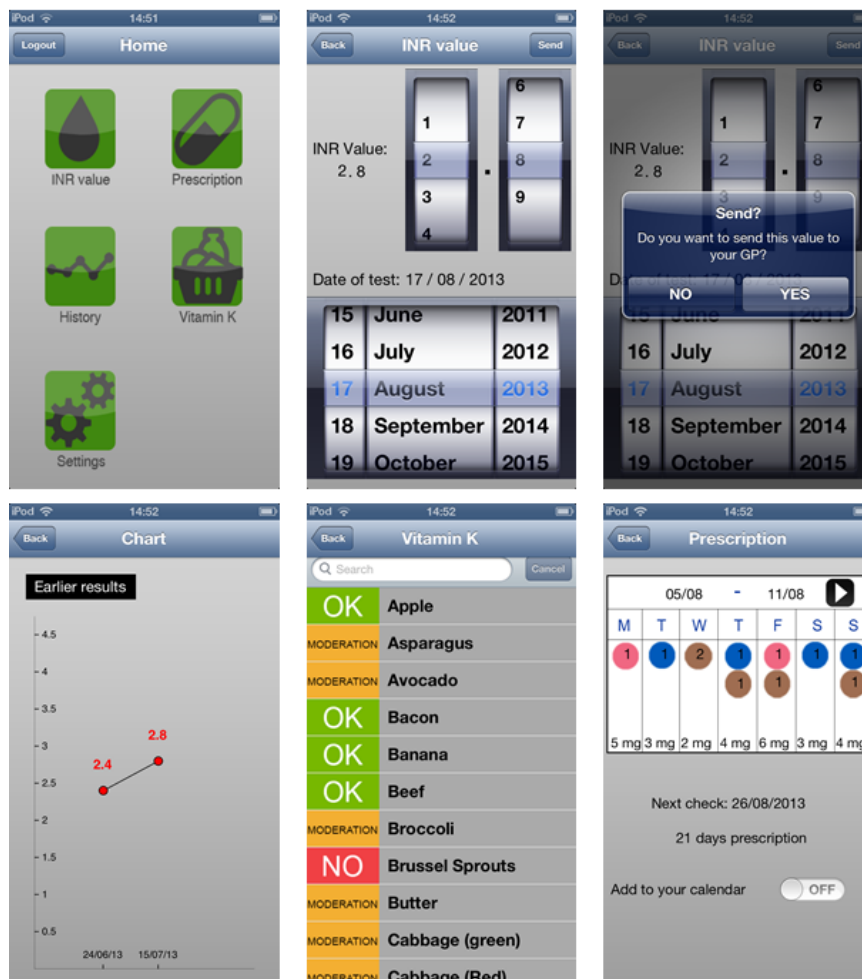 iPod 14:51
Logout Home
INR value Prescription
History Vitamin K
Settings
iPod 14:52
Back INR value Send
6
1 7
INR Value:
2.8
2 . 8
3 9
4
Date of test: 17 / 08 / 2013
15 June 2011
16 July 2012
17 August 2013
18 September 2014
19 October 2015
iPod 14:52
Back INR value Send
6
1 7
INR Value:
2.8
2 . 8
3 9
Send?
Do you want to send this value to
your GP?
NO YES
15 June 2011
16 July 2012
17 August 2013
18 September 2014
19 October 2015
iPod 14:52
Back Chart
Earlier results
4.5
4
3.5
3
2.8
2.4
2.5
2
1.5
1
0.5
24/06/13 15/07/13
iPod 14:52
Back Vitamin K
Search Cancel
OK Apple
MODERATION Asparagus
MODERATION Avocado
OK Bacon
OK Banana
OK Beef
MODERATION Broccoli
NO Brussel Sprouts
MODERATION Butter
MODERATION Cabbage (green)
MODERATION Cabbage (Red)
iPod 14:52
Back Prescription
05/08 - 11/08
M T W T F S S
1 1 2 1 1 1 1
1 1 1
5 mg 3 mg 2 mg 4 mg 6 mg 3 mg 4 mg
Next check: 26/08/2013
21 days prescription
Add to your calendar OFF